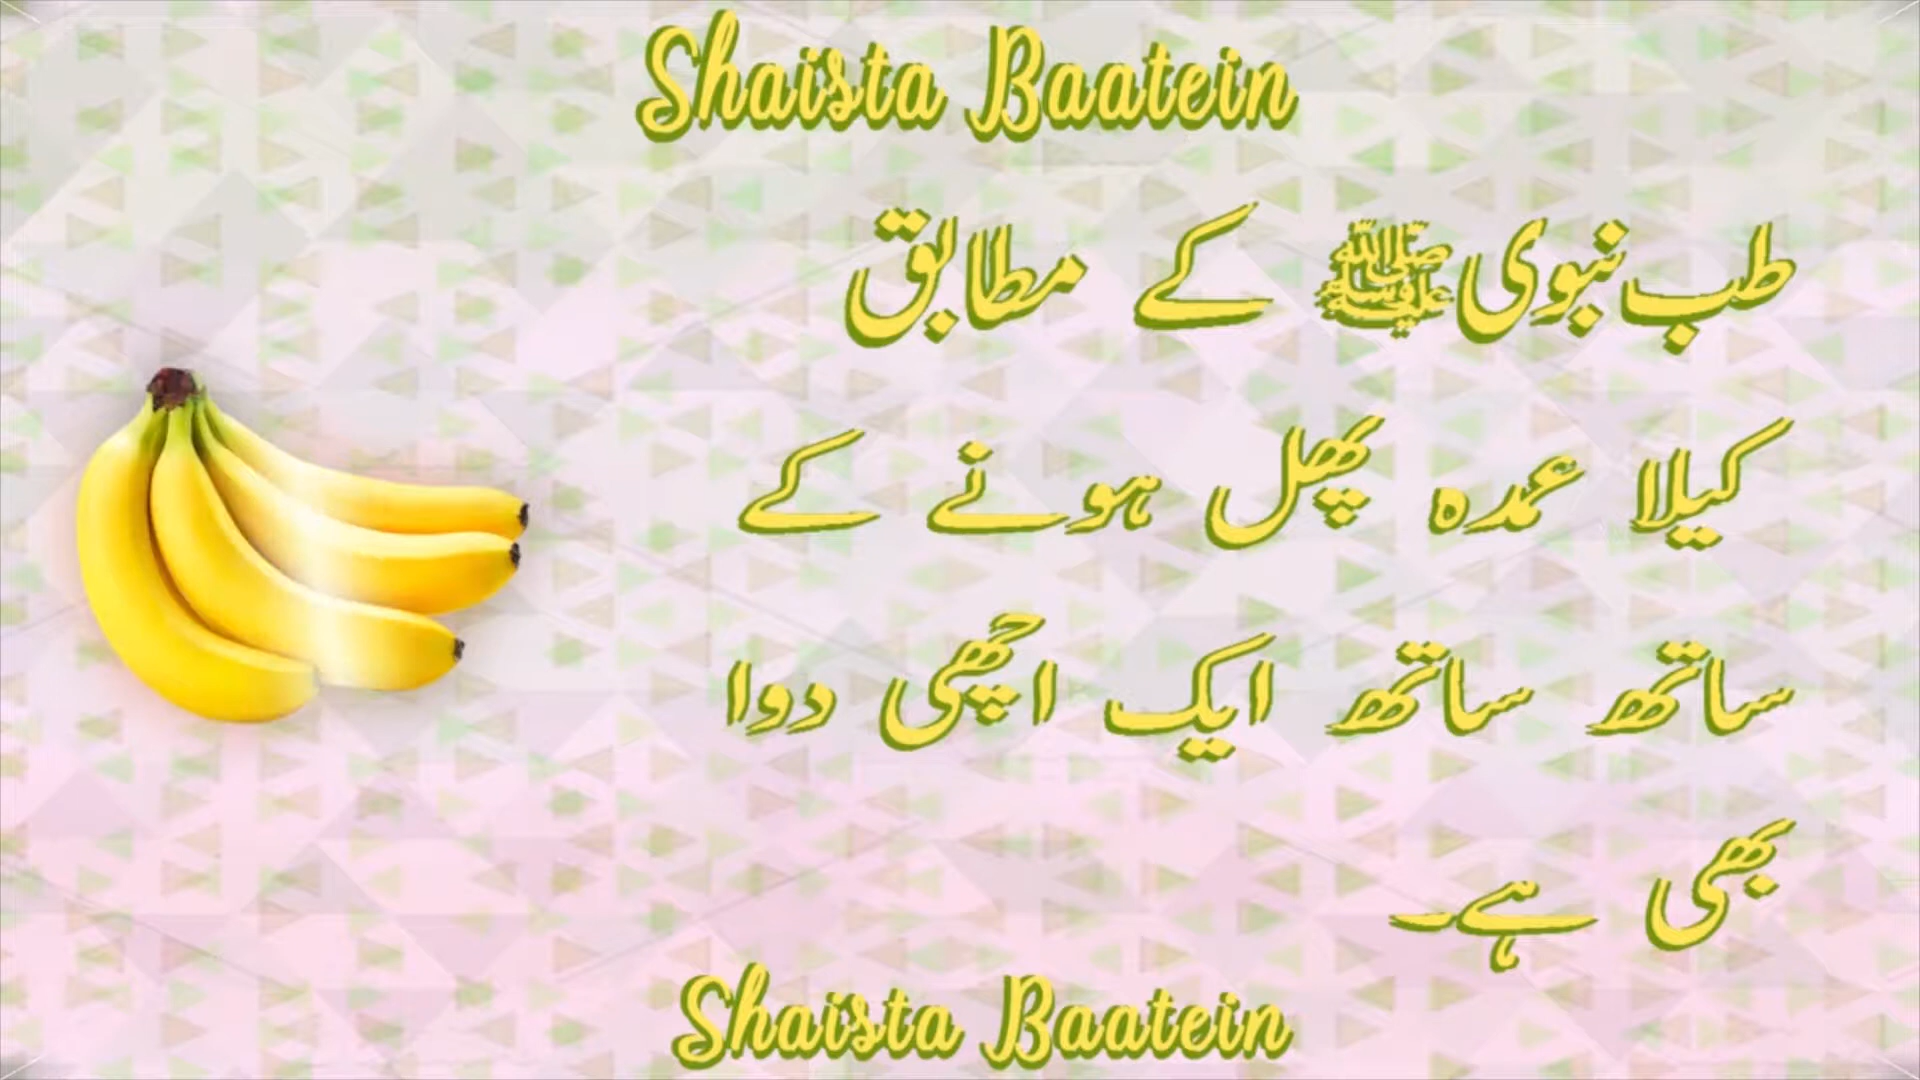 Shaista Baatein
طب نبوی ﷺ کے مطابق
کیلا عمدہ پھل ہونے کے
ساتھ ساتھ ایک اچھی دوا
بھی ہے۔
Shaista Baatein